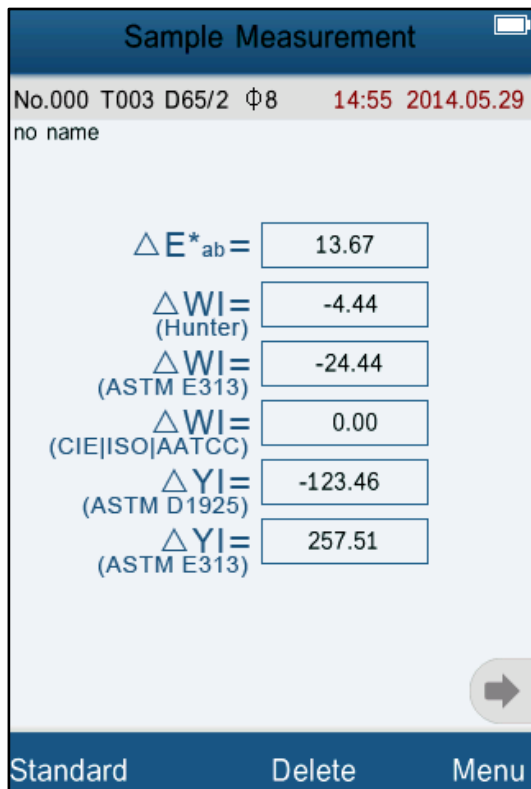 Sample Measurement
No.000 T003 D65/2 Φ8 14:55 2014.05.29
no name
△E*ab= 13.67
△WI= -4.44
(Hunter)
△WI= -24.44
(ASTM E313)
△WI= 0.00
(CIE|ISO|AATCC)
△YI= -123.46
(ASTM D1925)
△YI= 257.51
(ASTM E313)
Standard Delete Menu